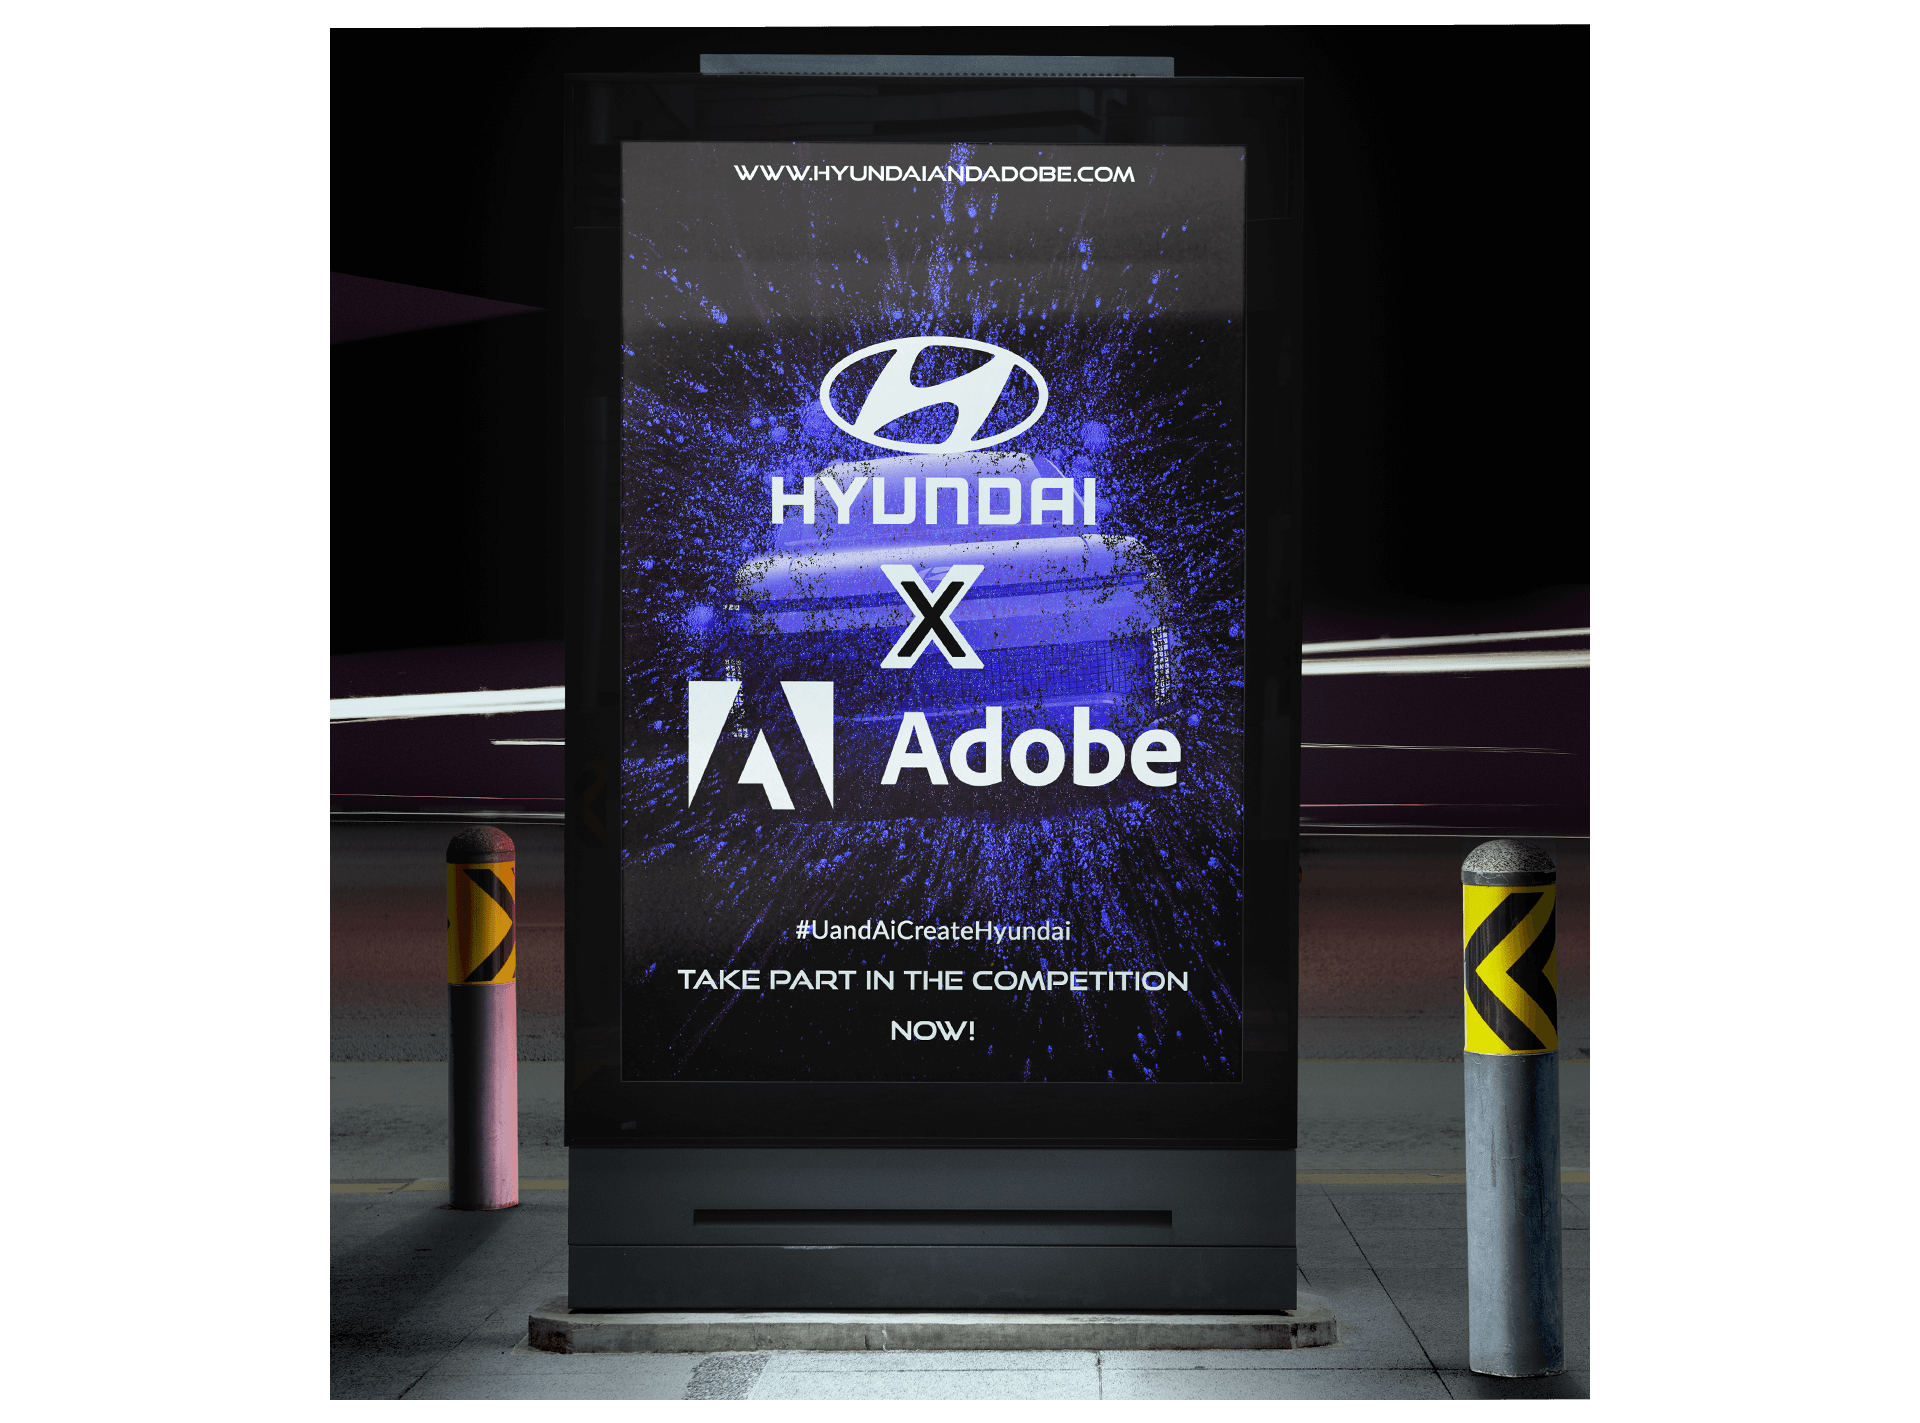 WWW.HYUNDAIANDADOBE.COM
HYUNDAI
X
Adobe
#UandAiCreateHyundai
TAKE PART IN THE COMPETITION
NOW!